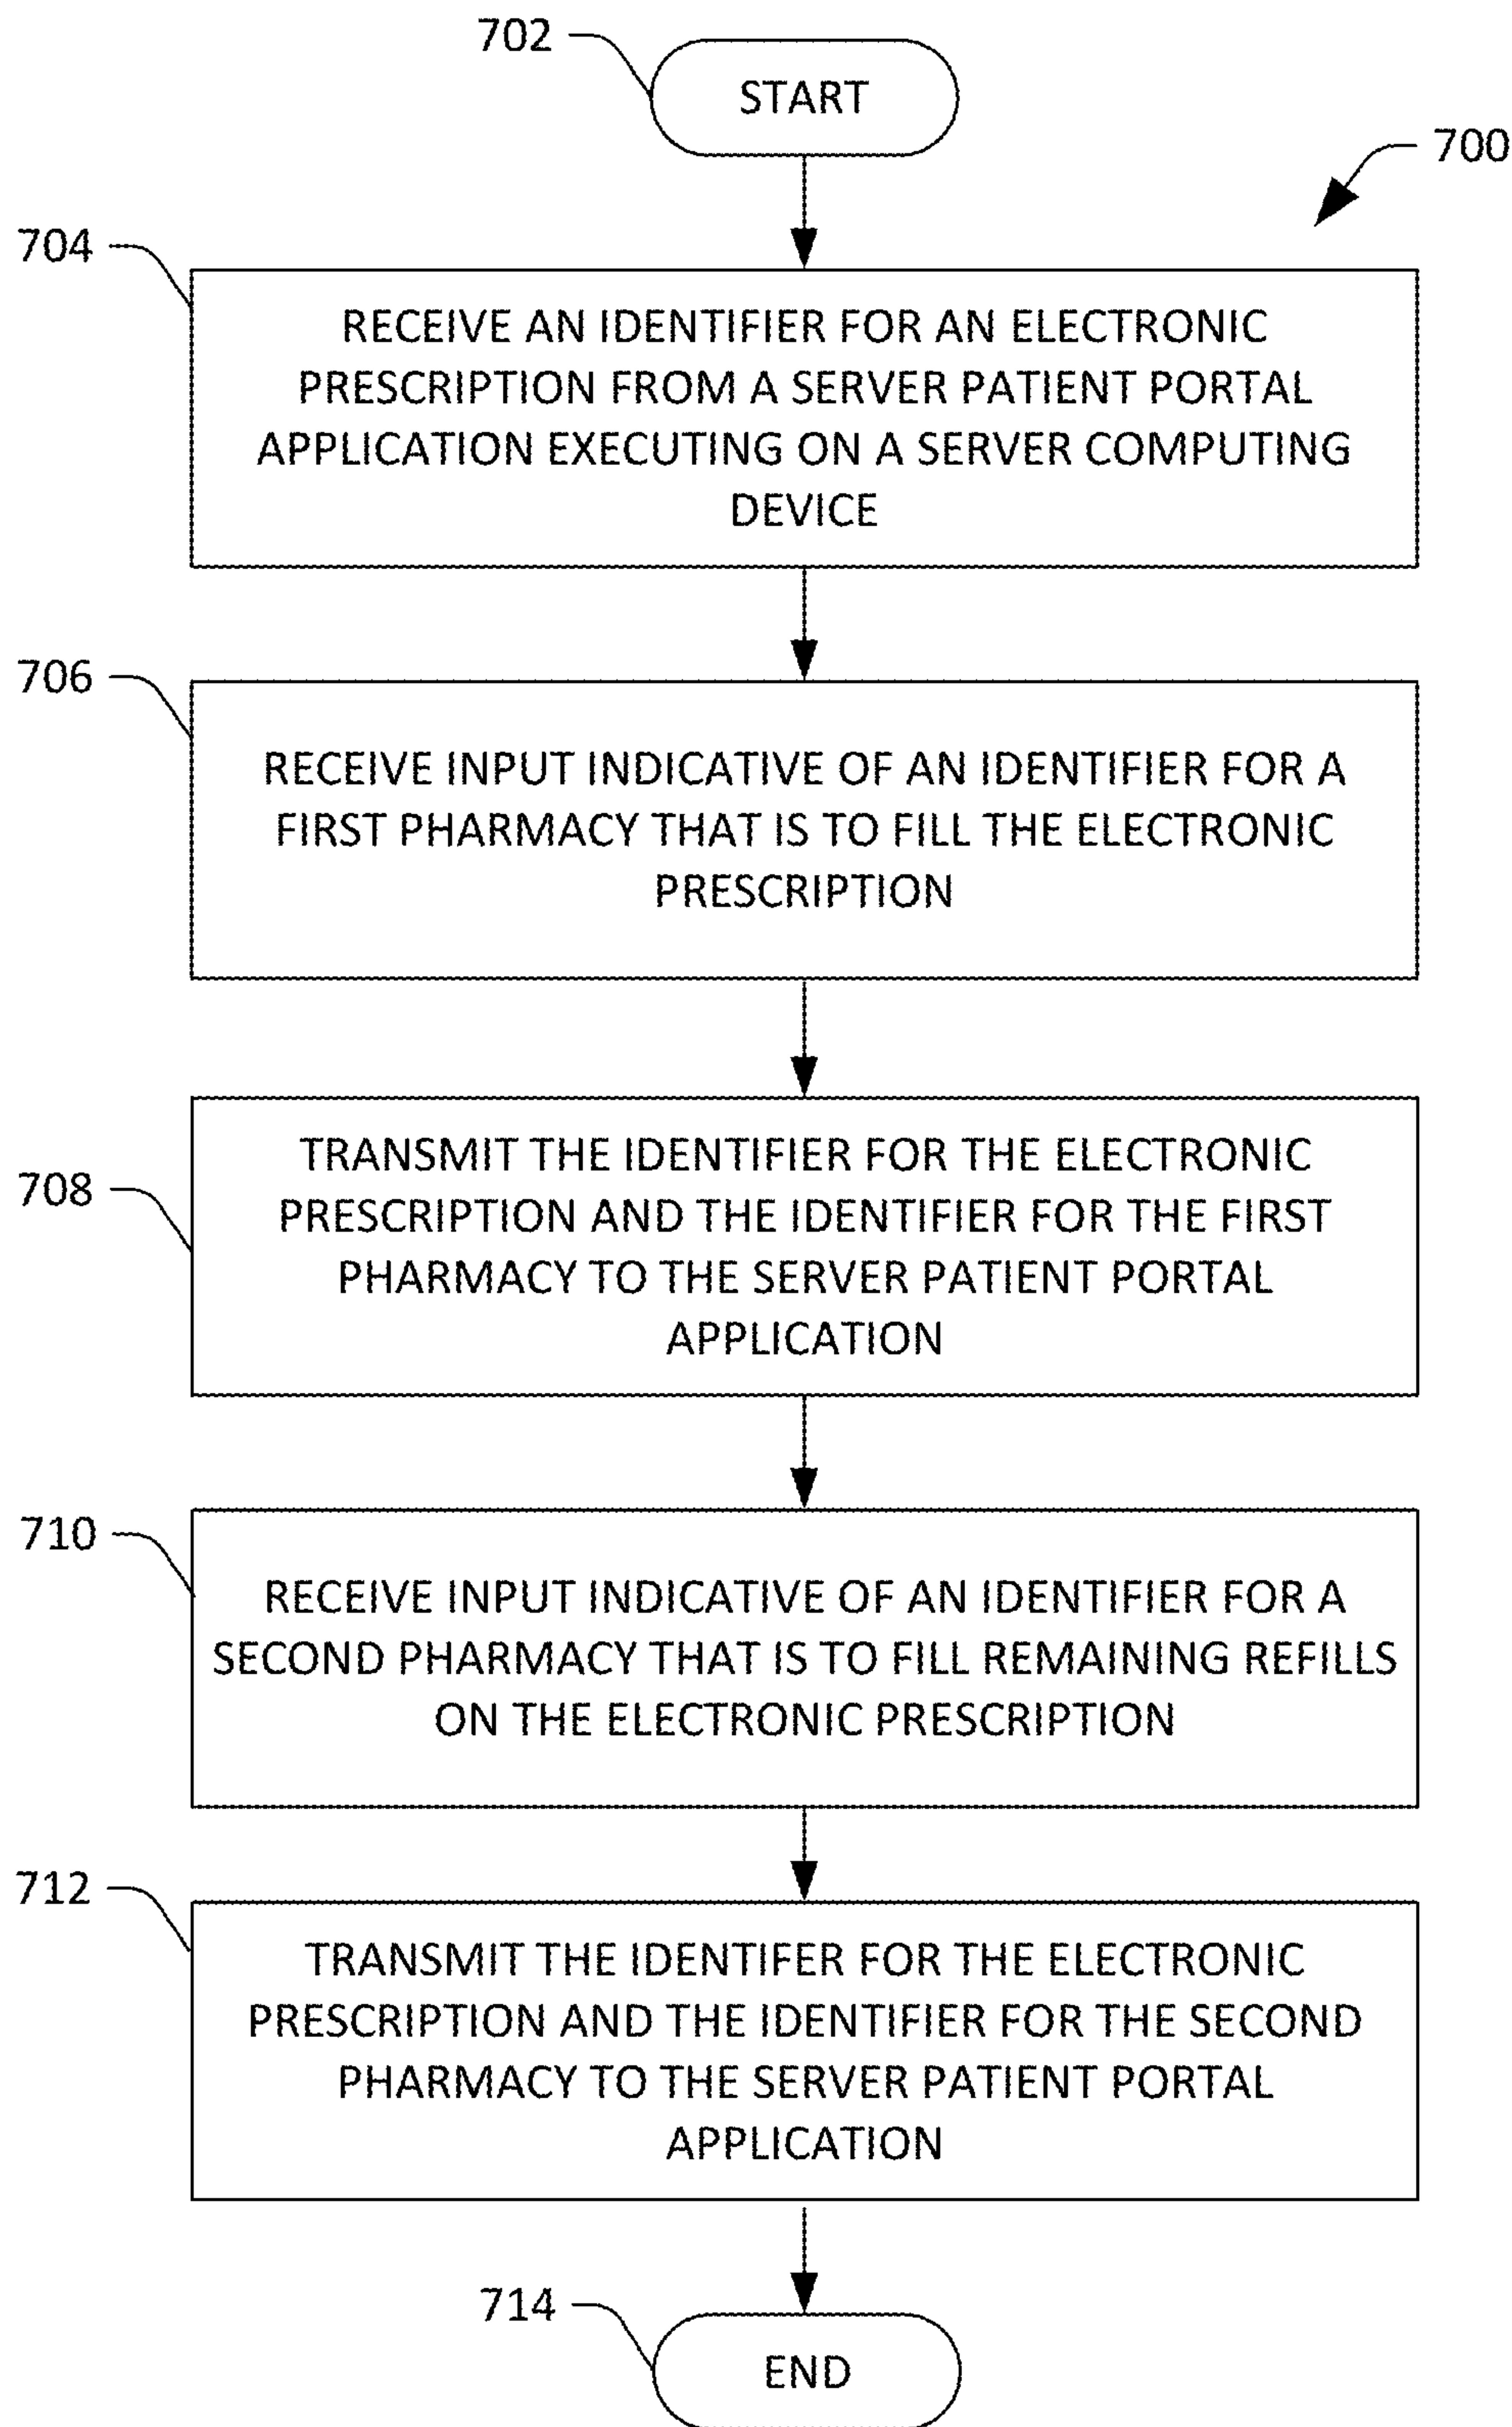 702
START
700
704
RECEIVE AN IDENTIFIER FOR AN ELECTRONIC
PRESCRIPTION FROM A SERVER PATIENT PORTAL
APPLICATION EXECUTING ON A SERVER COMPUTING
DEVICE
706
RECEIVE INPUT INDICATIVE OF AN IDENTIFIER FOR A
FIRST PHARMACY THAT IS TO FILL THE ELECTRONIC
PRESCRIPTION
708
TRANSMIT THE IDENTIFIER FOR THE ELECTRONIC
PRESCRIPTION AND THE IDENTIFIER FOR THE FIRST
PHARMACY TO THE SERVER PATIENT PORTAL
APPLICATION
710
RECEIVE INPUT INDICATIVE OF AN IDENTIFIER FOR A
SECOND PHARMACY THAT IS TO FILL REMAINING REFILLS
ON THE ELECTRONIC PRESCRIPTION
712
TRANSMIT THE IDENTIFER FOR THE ELECTRONIC
PRESCRIPTION AND THE IDENTIFIER FOR THE SECOND
PHARMACY TO THE SERVER PATIENT PORTAL
APPLICATION
714
END